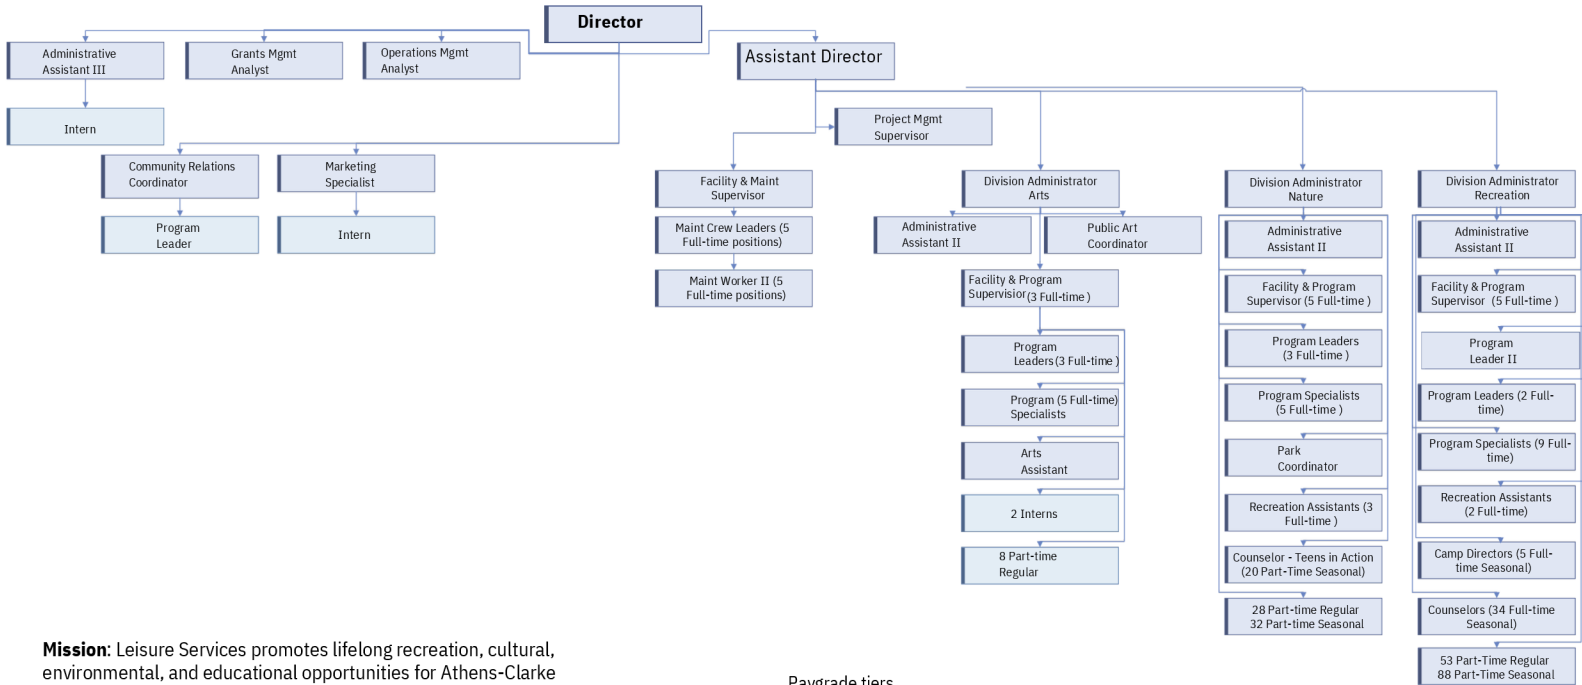 Director
Administrative
Assistant III
Grants Mgmt
Analyst
Operations Mgmt
Analyst
Assistant Director
Intern
Project Mgmt
Supervisor
Community Relations
Coordinator
Marketing
Specialist
Program
Leader
Intern
Facility & Maint
Supervisor
Maint Crew Leaders (5
Full-time positions)
Maint Worker II (5
Full-time positions)
Division Administrator
Arts
Administrative
Assistant II
Public Art
Coordinator
Facility & Program
Supervisior (3 Full-time )
Program
Leaders (3 Full-time )
Program (5 Full-time)
Specialists
Arts
Assistant
2 Interns
8 Part-time
Regular
Division Administrator
Nature
Administrative
Assistant II
Facility & Program
Supervisor (5 Full-time )
Program Leaders
(3 Full-time )
Program Specialists
(5 Full-time )
Park
Coordinator
Recreation Assistants (3
Full-time )
Counselor - Teens in Action
(20 Part-Time Seasonal)
28 Part-time Regular
32 Part-time Seasonal
Division Administrator
Recreation
Administrative
Assistant II
Facility & Program
Supervisor (5 Full-time )
Program
Leader II
Program Leaders (2 Full-
time)
Program Specialists (9 Full-
time)
Recreation Assistants
(2 Full-time)
Camp Directors (5 Full-
time Seasonal)
Counselors (34 Full-time
Seasonal)
53 Part-Time Regular
88 Part-Time Seasonal
Mission: Leisure Services promotes lifelong recreation, cultural,
environmental, and educational opportunities for Athens-Clarke
Paygrade tiers